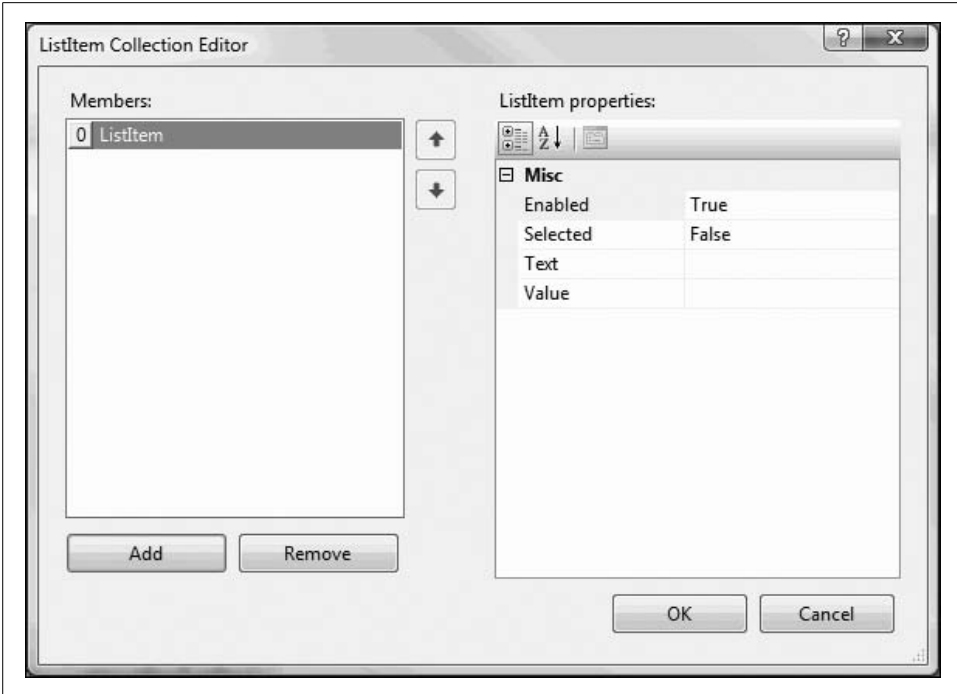 ListItem Collection Editor
?
X
Members:
0 ListItem
Add
Remove
ListItem properties:
A
Z
Misc
Enabled True
Selected False
Text
Value
OK
Cancel